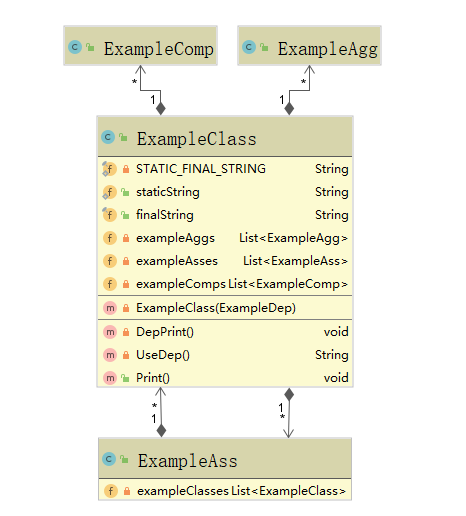 ExampleComp
ExampleAgg
* 1 1 *
ExampleClass
STATIC_FINAL_STRING String
staticString String
finalString String
exampleAggs List<ExampleAgg>
exampleAsses List<ExampleAss>
exampleComps List<ExampleComp>
ExampleClass(ExampleDep)
DepPrint() void
UseDep() String
Print() void
* 1
1 *
ExampleAss
exampleClasses List<ExampleClass>